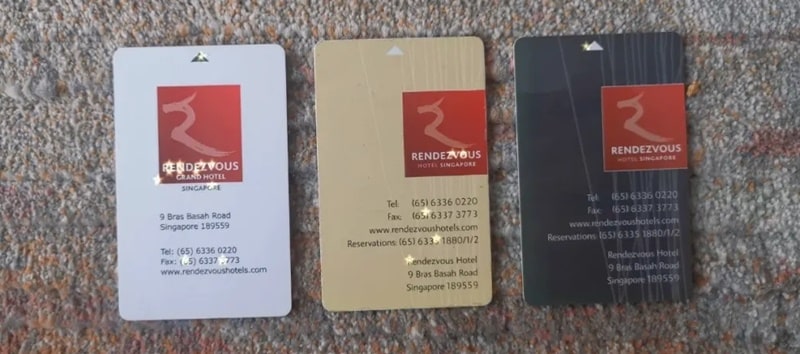 RENDEZVOUS
GRAND HOTEL
SINGAPORE
9 Bras Basah Road
Singapore 189559
Tel: (65) 6336 0220
Fax: (65) 6337 3773
www.rendezvoushotels.com
RENDEZVOUS
HOTEL SINGAPORE
Tel: (65) 6336 0220
Fax: (65) 6337 3773
www.rendezvoushotels.com
Reservations: (65) 6335 1880/1/2
Rendezvous Hotel
9 Bras Basah Road
Singapore 189559
RENDEZVOUS
HOTEL SINGAPORE
Tel: (65) 6336 0220
Fax: (65) 6337 3773
www.rendezvoushotels.com
Reservations: (65) 6335 1880/1/2
Rendezvous Hotel
9 Bras Basah Road
Singapore 189559